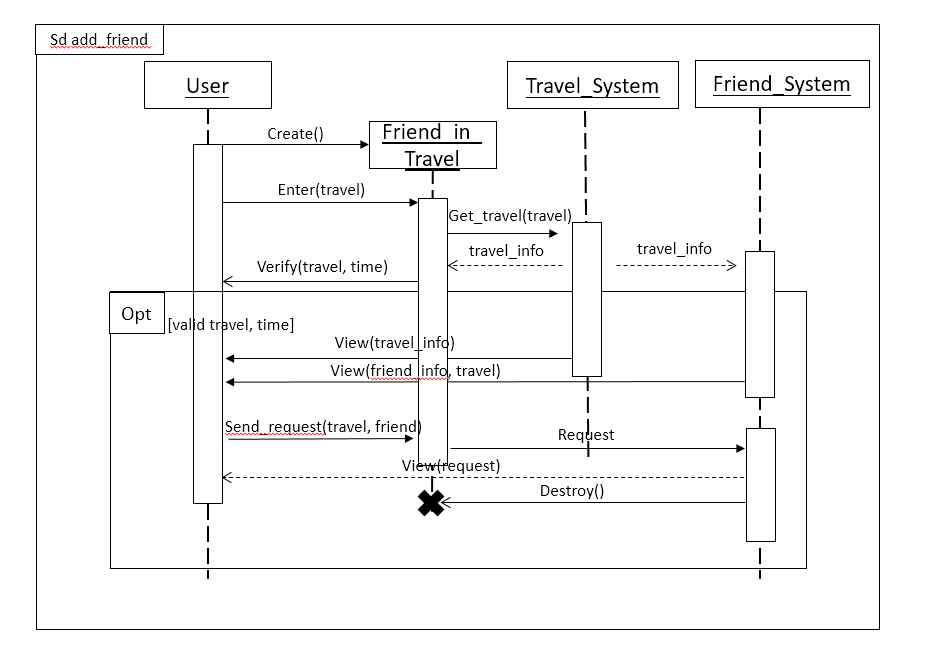 Sd add_friend
User
Travel_System
Friend_System
Create()
Friend_in_
Travel
Enter(travel)
Get_travel(travel)
travel_info
travel_info
Verify(travel, time)
Opt
[valid travel, time]
View(travel_info)
View(friend_info, travel)
Send_request(travel, friend)
Request
View(request)
Destroy()